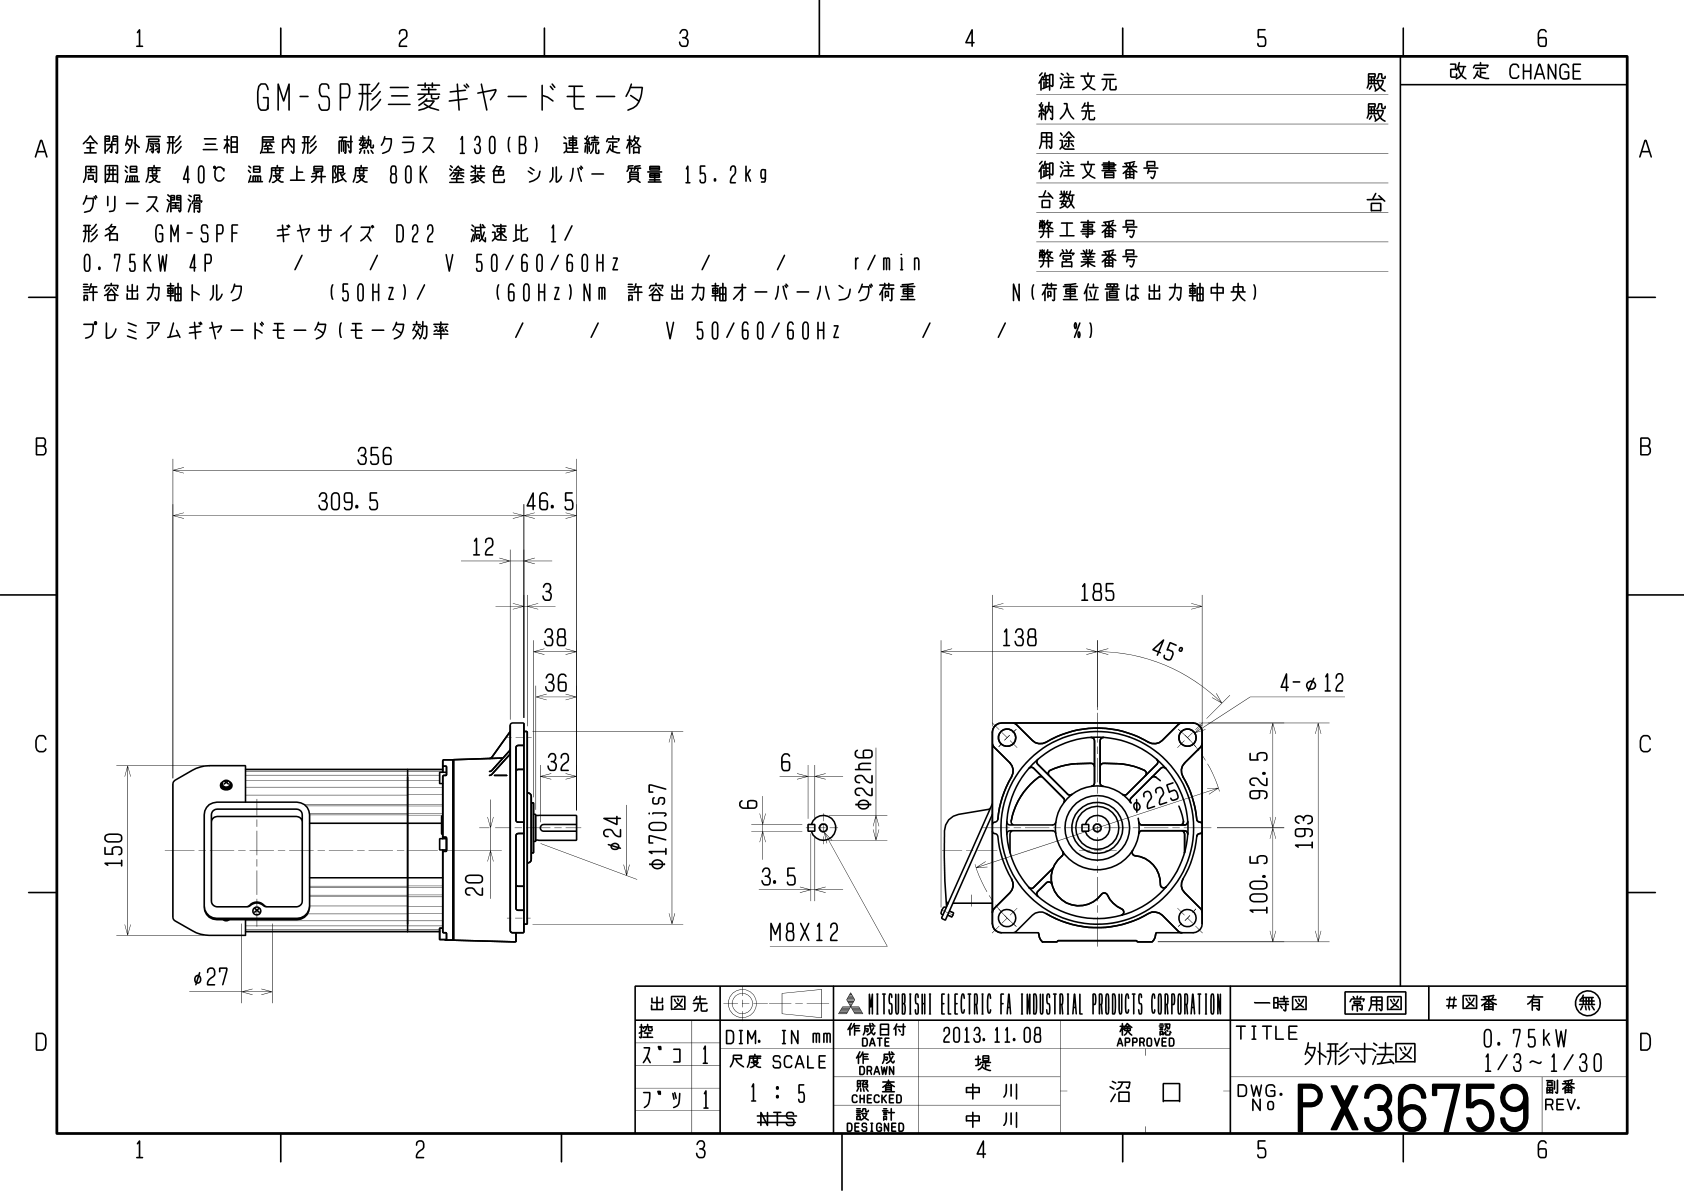 1 2 3 4 5 6
改定 CHANGE
GM-SP形三菱ギヤードモータ
全閉外扇形 三相 屋内形 耐熱クラス 130(B) 連続定格
周囲温度 40℃ 温度上昇限度 80K 塗装色 シルバー 質量 15.2kg
グリース潤滑
形名 GM-SPF ギヤサイズ D22 減速比 1/
0.75KW 4P / / V 50/60/60Hz / / r/min
許容出力軸トルク (50Hz)/ (60Hz)Nm 許容出力軸オーバーハング荷重 N(荷重位置は出力軸中央)
プレミアムギヤードモータ(モータ効率 / / V 50/60/60Hz / / %)
御注文元 殿
納入先 殿
用途
御注文書番号
台数 台
弊工事番号
弊営業番号
A A
B B
C C
D D
356
309.5 46.5
12
3
38
36
32
150
20
φ24
φ170js7
φ27
6
6
3.5
φ22h6
M8X12
185
138
45°
4-φ12
φ225
92.5
100.5
193
出図先
控
ズコ 1
ブツ 1
DIM. IN mm
尺度 SCALE
1 : 5
NTS
MITSUBISHI ELECTRIC FA INDUSTRIAL PRODUCTS CORPORATION
作成日付 DATE 2013.11.08
作成 DRAWN 堤
照査 CHECKED 中川
設計 DESIGNED 中川
検認 APPROVED
沼口
一時図 常用図 #図番 有 無
TITLE 外形寸法図 0.75kW
1/3~1/30
DWG. No PX36759
副番 REV.
1 2 3 4 5 6